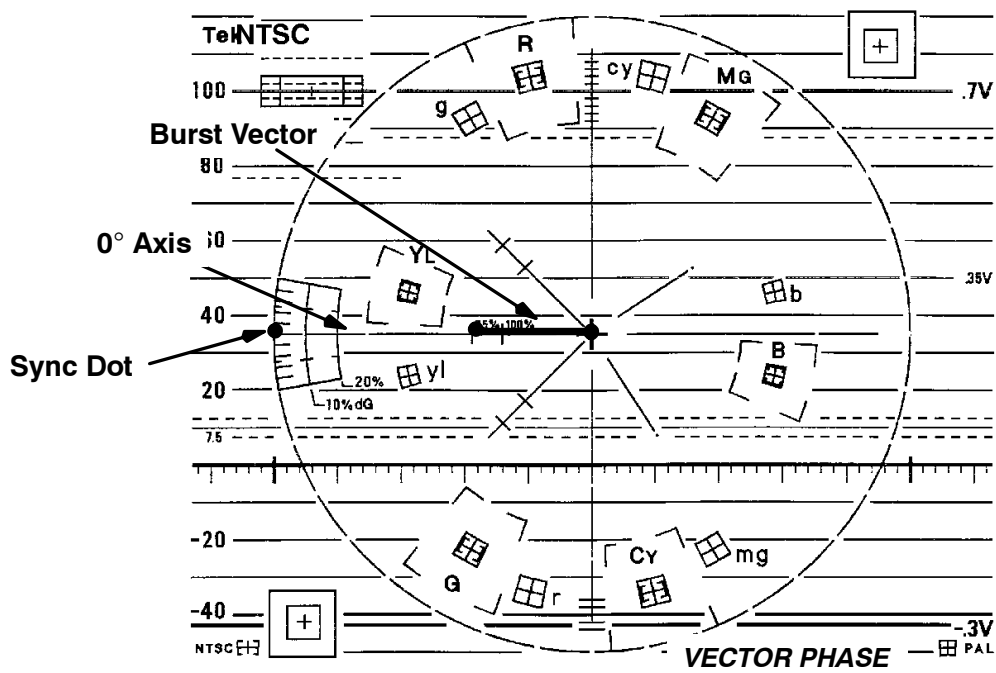 TekNTSC
R
cy
MG
100
.7V
g
Burst Vector
80
0° Axis
60
YL
.35V
b
40
75% 100%
Sync Dot
B
yl
20
20%
10% dG
7.5
-20
G
CY
mg
r
-40
-.3V
NTSC
PAL
VECTOR PHASE